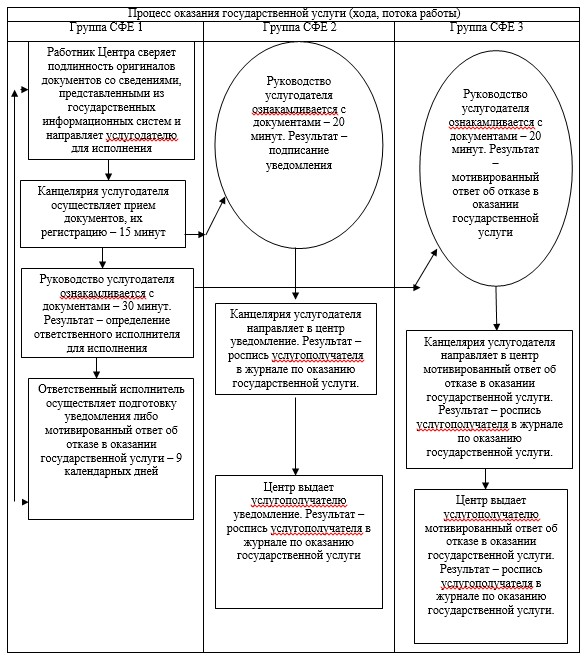 Процесс оказания государственной услуги (хода, потока работы)
Группа СФЕ 1
Группа СФЕ 2
Группа СФЕ 3
Работник Центра сверяет
подлинность оригиналов
документов со сведениями,
представленными из
государственных
информационных систем и
направляет услугодателю
для исполнения
Канцелярия услугодателя
осуществляет прием
документов, их
регистрацию – 15 минут
Руководство услугодателя
ознакамливается с
документами – 30 минут.
Результат – определение
ответственного исполнителя
для исполнения
Ответственный исполнитель
осуществляет подготовку
уведомления либо
мотивированный ответ об
отказе в оказании
государственной услуги – 9
календарных дней
Руководство
услугодателя
ознакамливается с
документами – 20
минут. Результат –
подписание
уведомления
Канцелярия услугодателя
направляет в центр
уведомление. Результат –
роспись услугополучателя
в журнале по оказанию
государственной услуги.
Центр выдает
услугополучателю
уведомление. Результат –
роспись услугополучателя в
журнале по оказанию
государственной услуги
Руководство
услугодателя
ознакамливается с
документами – 20
минут. Результат
–
мотивированный
ответ об отказе в
оказании
государственной
услуги
Канцелярия услугодателя
направляет в центр
мотивированный ответ об
отказе в оказании
государственной услуги.
Результат – роспись
услугополучателя в журнале
по оказанию
государственной услуги.
Центр выдает
услугополучателю
мотивированный ответ об
отказе в оказании
государственной услуги.
Результат – роспись
услугополучателя в
журнале по оказанию
государственной услуги.